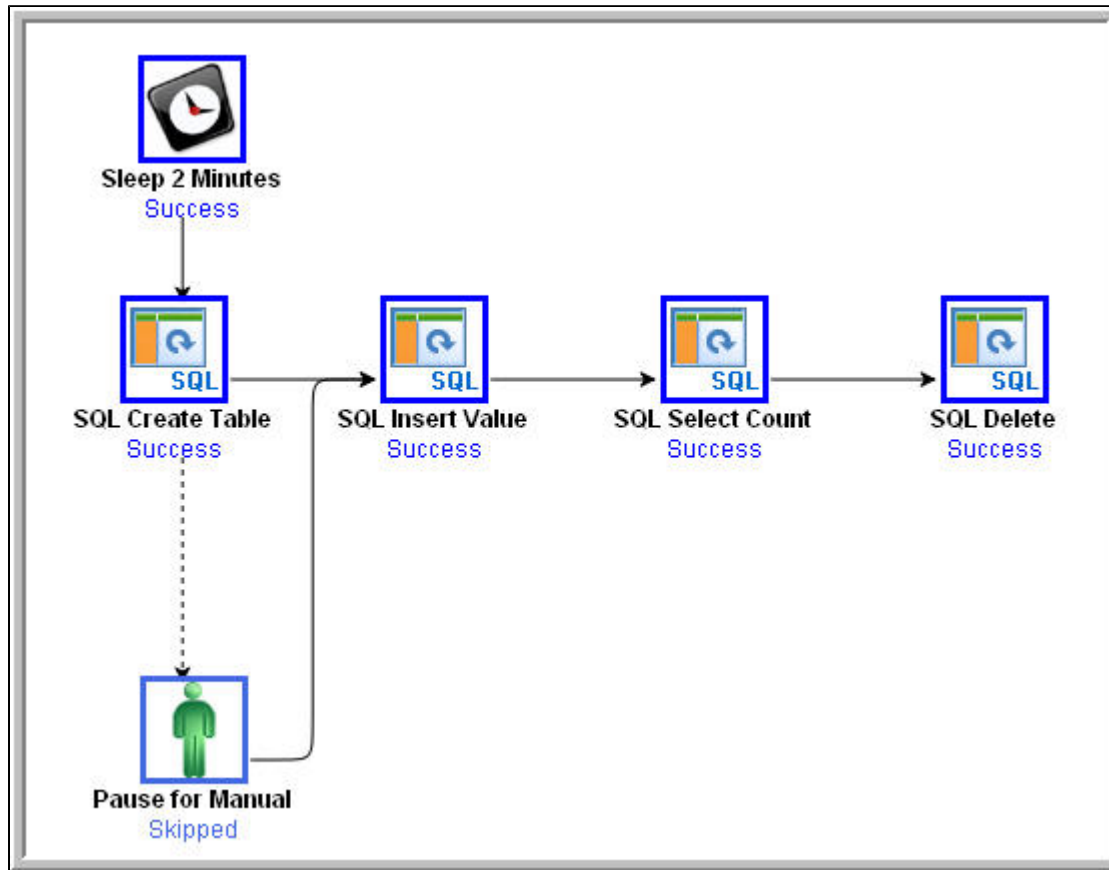 Sleep 2 Minutes
Success
SQL
SQL
SQL
SQL
SQL Create Table
SQL Insert Value
SQL Select Count
SQL Delete
Success
Success
Success
Success
Pause for Manual
Skipped